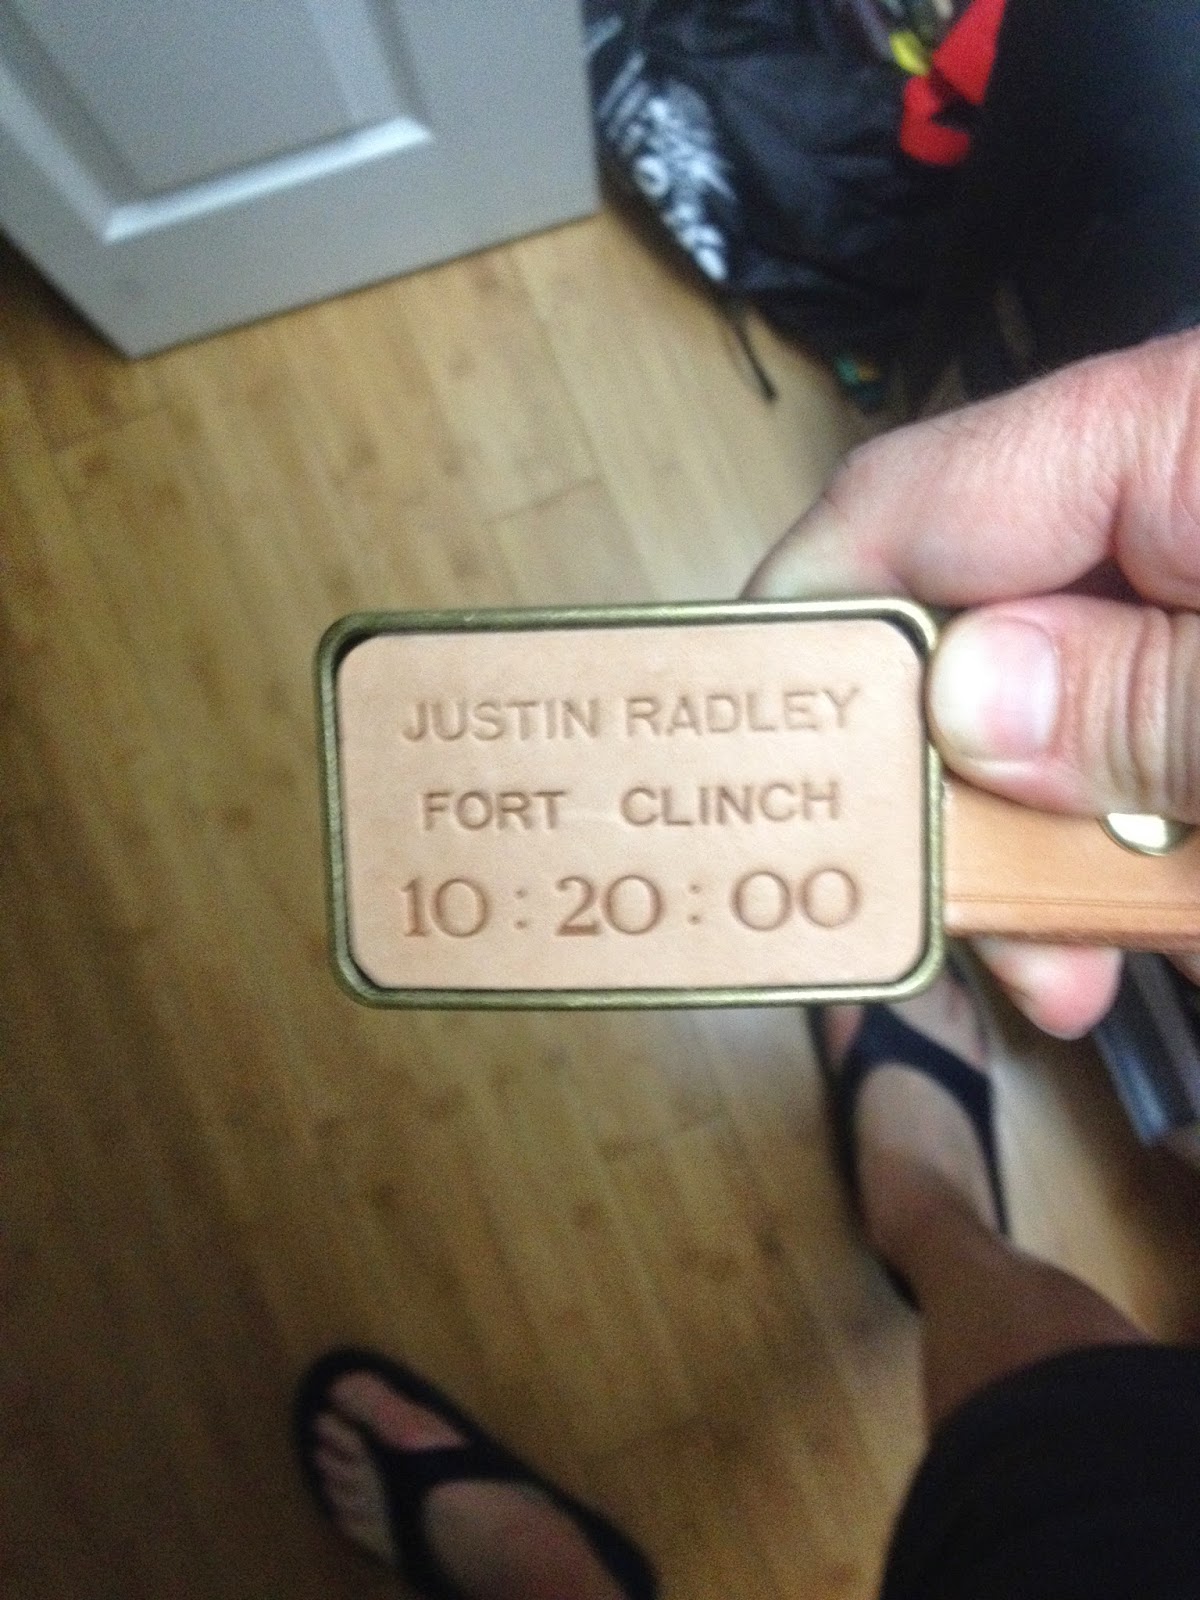 JUSTIN RADLEY
FORT CLINCH
10:20:00